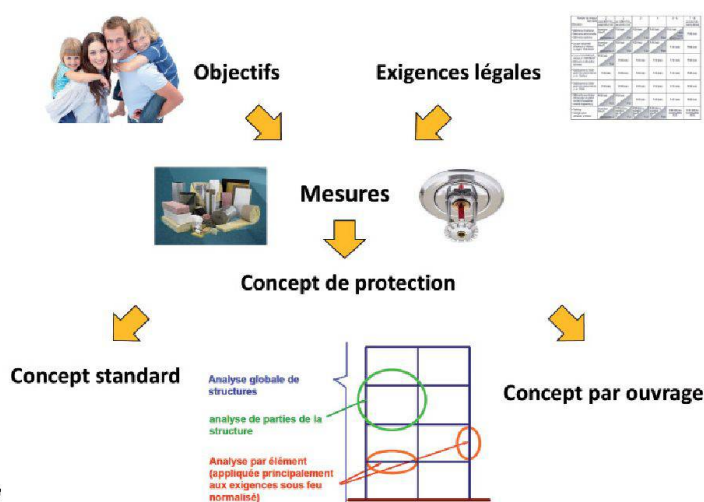 Objectifs
Exigences légales
Mesures
Concept de protection
Concept standard
Concept par ouvrage
Analyse globale de
structures
analyse de parties de la
structure
Analyse par élément
(appliquée principalement
aux exigences sous feu
normalisé)